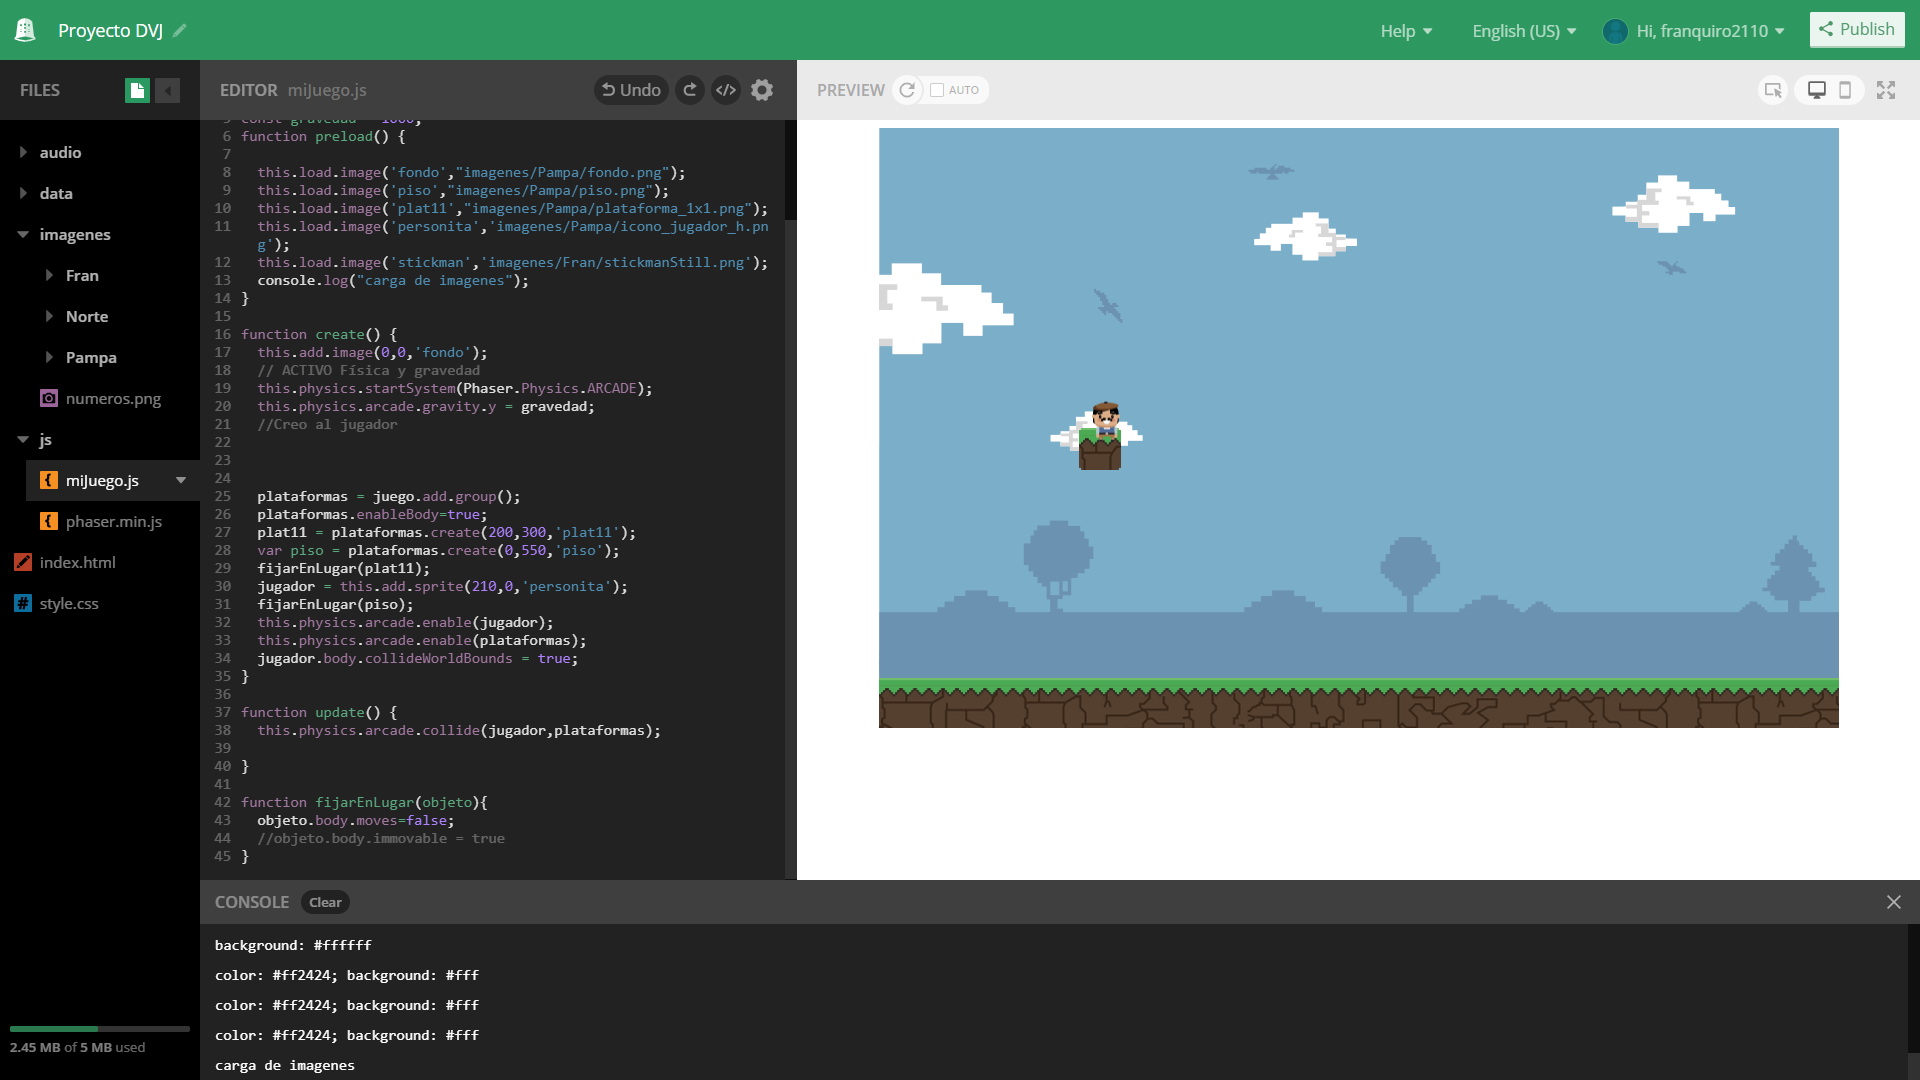 Proyecto DVJ
Help
English (US)
Hi, franquiro2110
Publish
FILES
EDITOR miJuego.js
Undo
PREVIEW
AUTO
audio
data
imagenes
Fran
Norte
Pampa
numeros.png
js
miJuego.js
phaser.min.js
index.html
style.css
2.45 MB of 5 MB used
5 const gravedad = 1000;
6 function preload() {
7
8 this.load.image('fondo',"imagenes/Pampa/fondo.png");
9 this.load.image('piso',"imagenes/Pampa/piso.png");
10 this.load.image('plat11',"imagenes/Pampa/plataforma_1x1.png");
11 this.load.image('personita','imagenes/Pampa/icono_jugador_h.pn
g');
12 this.load.image('stickman','imagenes/Fran/stickmanStill.png');
13 console.log("carga de imagenes");
14 }
15
16 function create() {
17 this.add.image(0,0,'fondo');
18 // ACTIVO Física y gravedad
19 this.physics.startSystem(Phaser.Physics.ARCADE);
20 this.physics.arcade.gravity.y = gravedad;
21 //Creo al jugador
22
23
24
25 plataformas = juego.add.group();
26 plataformas.enableBody=true;
27 plat11 = plataformas.create(200,300,'plat11');
28 var piso = plataformas.create(0,550,'piso');
29 fijarEnLugar(plat11);
30 jugador = this.add.sprite(210,0,'personita');
31 fijarEnLugar(piso);
32 this.physics.arcade.enable(jugador);
33 this.physics.arcade.enable(plataformas);
34 jugador.body.collideWorldBounds = true;
35 }
36
37 function update() {
38 this.physics.arcade.collide(jugador,plataformas);
39
40 }
41
42 function fijarEnLugar(objeto){
43 objeto.body.moves=false;
44 //objeto.body.immovable = true
45 }
CONSOLE Clear
background: #ffffff
color: #ff2424; background: #fff
color: #ff2424; background: #fff
color: #ff2424; background: #fff
carga de imagenes